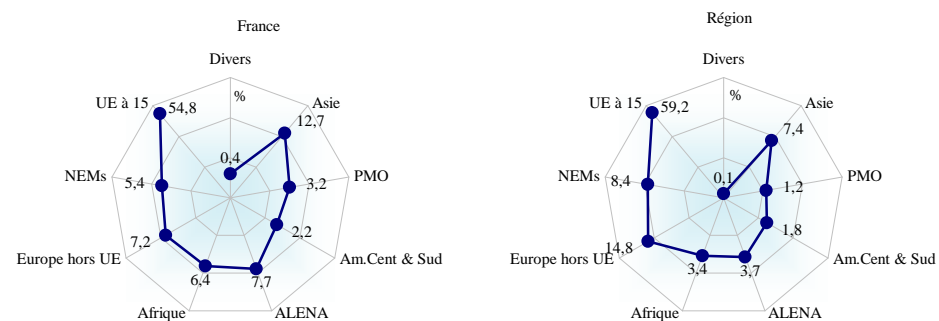 France
Divers
%
UE à 15
54,8
Asie
12,7
0,4
NEMs
5,4
3,2
PMO
7,2
2,2
Europe hors UE
Am.Cent & Sud
6,4
7,7
Afrique
ALENA
Région
Divers
%
UE à 15
59,2
Asie
7,4
0,1
NEMs
8,4
1,2
PMO
14,8
1,8
Europe hors UE
Am.Cent & Sud
3,4
3,7
Afrique
ALENA